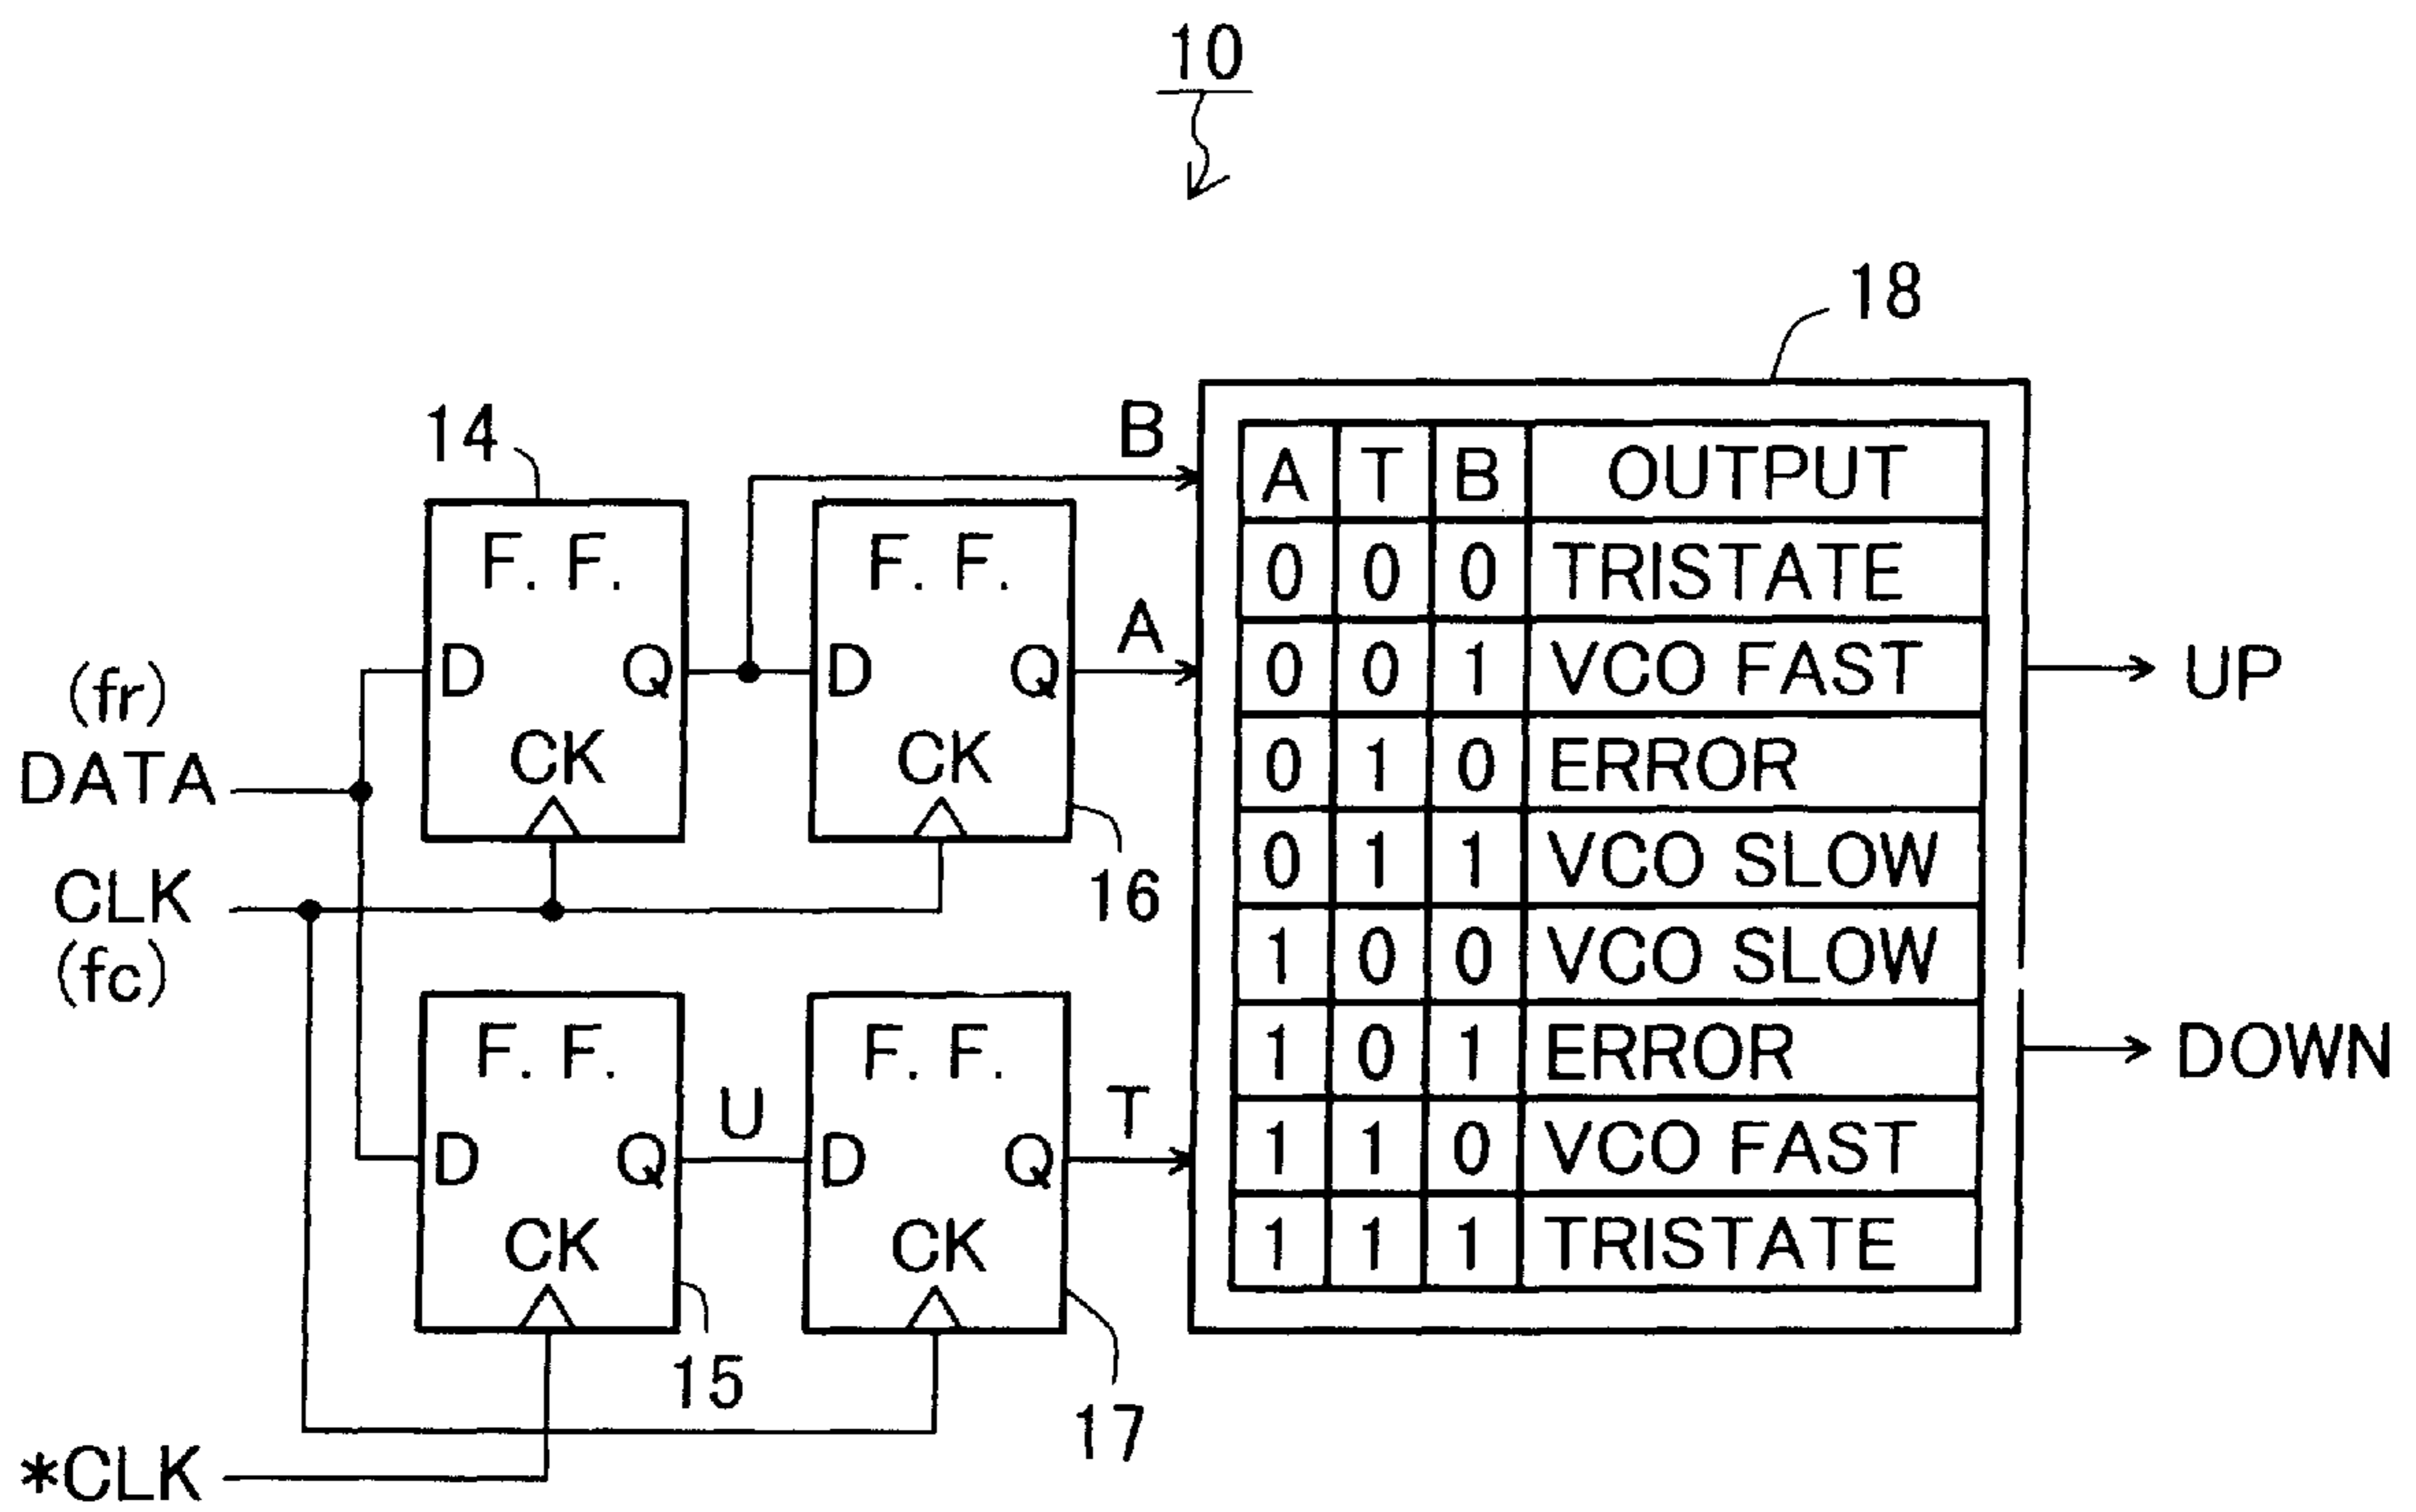 10
18
14
F. F.
D
Q
CK
F. F.
D
Q
CK
16
B
A
(fr)
DATA
CLK
(fc)
*CLK
F. F.
D
Q
CK
15
U
F. F.
D
Q
CK
17
T
A T B OUTPUT
0 0 0 TRISTATE
0 0 1 VCO FAST
0 1 0 ERROR
0 1 1 VCO SLOW
1 0 0 VCO SLOW
1 0 1 ERROR
1 1 0 VCO FAST
1 1 1 TRISTATE
UP
DOWN